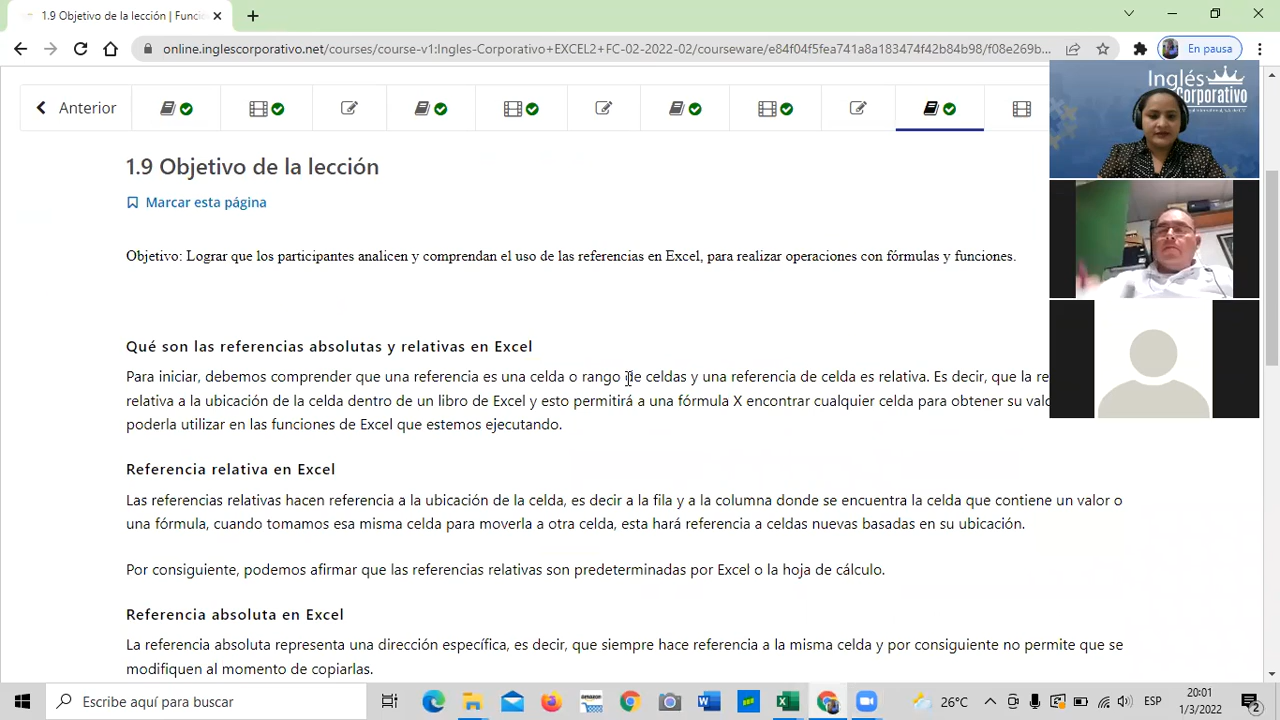 1.9 Objetivo de la lección | Funci
online.inglescorporativo.net/courses/course-v1:Ingles-Corporativo+EXCEL2+FC-02-2022-02/courseware/e84f04f5fea741a8a183474f42b84b98/f08e269b...
En pausa
Inglés
Corporativo
Anterior
1.9 Objetivo de la lección
Marcar esta página
Objetivo: Lograr que los participantes analicen y comprendan el uso de las referencias en Excel, para realizar operaciones con fórmulas y funciones.
Qué son las referencias absolutas y relativas en Excel
Para iniciar, debemos comprender que una referencia es una celda o rango de celdas y una referencia de celda es relativa. Es decir, que la re
relativa a la ubicación de la celda dentro de un libro de Excel y esto permitirá a una fórmula X encontrar cualquier celda para obtener su valo
poderla utilizar en las funciones de Excel que estemos ejecutando.
Referencia relativa en Excel
Las referencias relativas hacen referencia a la ubicación de la celda, es decir a la fila y a la columna donde se encuentra la celda que contiene un valor o
una fórmula, cuando tomamos esa misma celda para moverla a otra celda, esta hará referencia a celdas nuevas basadas en su ubicación.
Por consiguiente, podemos afirmar que las referencias relativas son predeterminadas por Excel o la hoja de cálculo.
Referencia absoluta en Excel
La referencia absoluta representa una dirección específica, es decir, que siempre hace referencia a la misma celda y por consiguiente no permite que se
modifiquen al momento de copiarlas.
Escribe aquí para buscar
amazon
26°C
ESP
20:01
1/3/2022
2